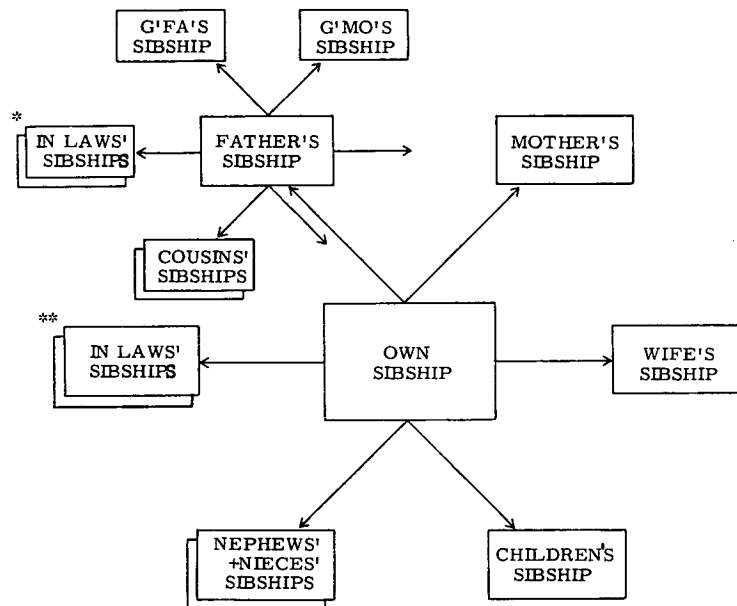 G'FA'S
SIBSHIP
G'MO'S
SIBSHIP
*
IN LAWS'
SIBSHIPS
FATHER'S
SIBSHIP
MOTHER'S
SIBSHIP
COUSINS'
SIBSHIPS
**
IN LAWS'
SIBSHIPS
OWN
SIBSHIP
WIFE'S
SIBSHIP
NEPHEWS'
+NIECES'
SIBSHIPS
CHILDREN'S
SIBSHIP